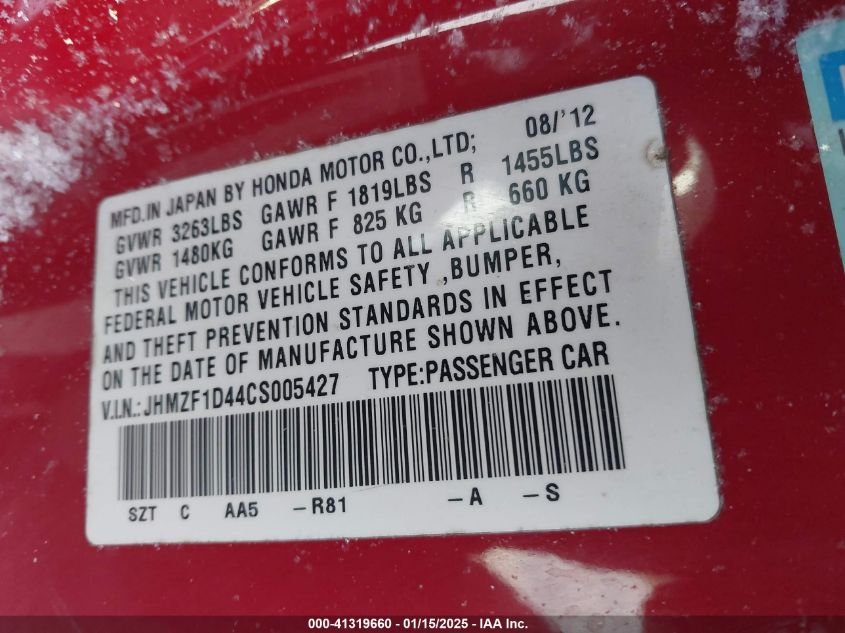 MFD.IN JAPAN BY HONDA MOTOR CO.,LTD; 08/'12
GVWR 3263LBS GAWR F 1819LBS R 1455LBS
GVWR 1480KG GAWR F 825 KG R 660 KG
THIS VEHICLE CONFORMS TO ALL APPLICABLE
FEDERAL MOTOR VEHICLE SAFETY ,BUMPER,
AND THEFT PREVENTION STANDARDS IN EFFECT
ON THE DATE OF MANUFACTURE SHOWN ABOVE.
V.I.N.:JHMZF1D44CS005427 TYPE:PASSENGER CAR
SZT C AA5 -R81 -A -S
000-41319660 - 01/15/2025 - IAA Inc.